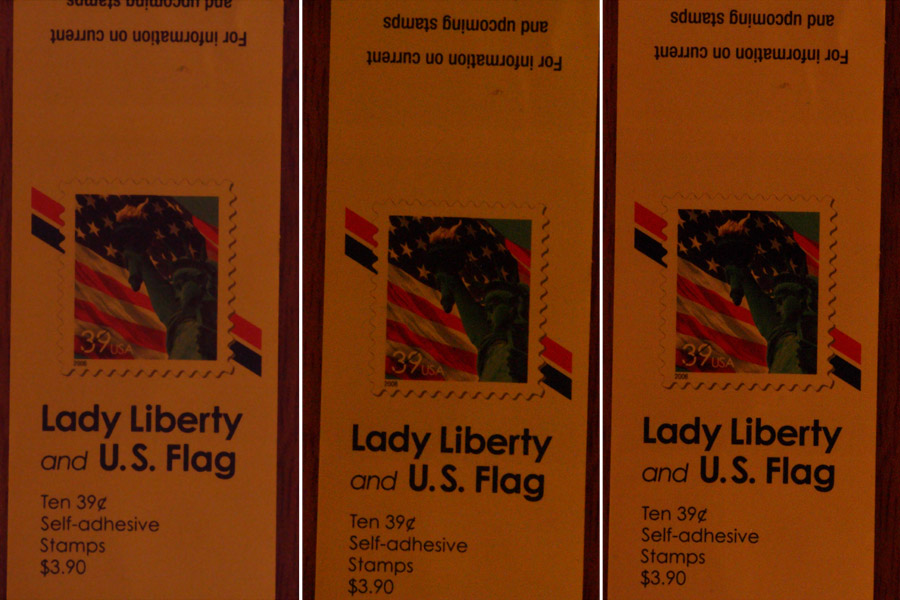 and upcoming stamps
For information on current
39 USA
2006
Lady Liberty
and U.S. Flag
Ten 39¢
Self-adhesive
Stamps
$3.90
and upcoming stamps
For information on current
39 USA
2006
Lady Liberty
and U.S. Flag
Ten 39¢
Self-adhesive
Stamps
$3.90
and upcoming stamps
For information on current
39 USA
2006
Lady Liberty
and U.S. Flag
Ten 39¢
Self-adhesive
Stamps
$3.90